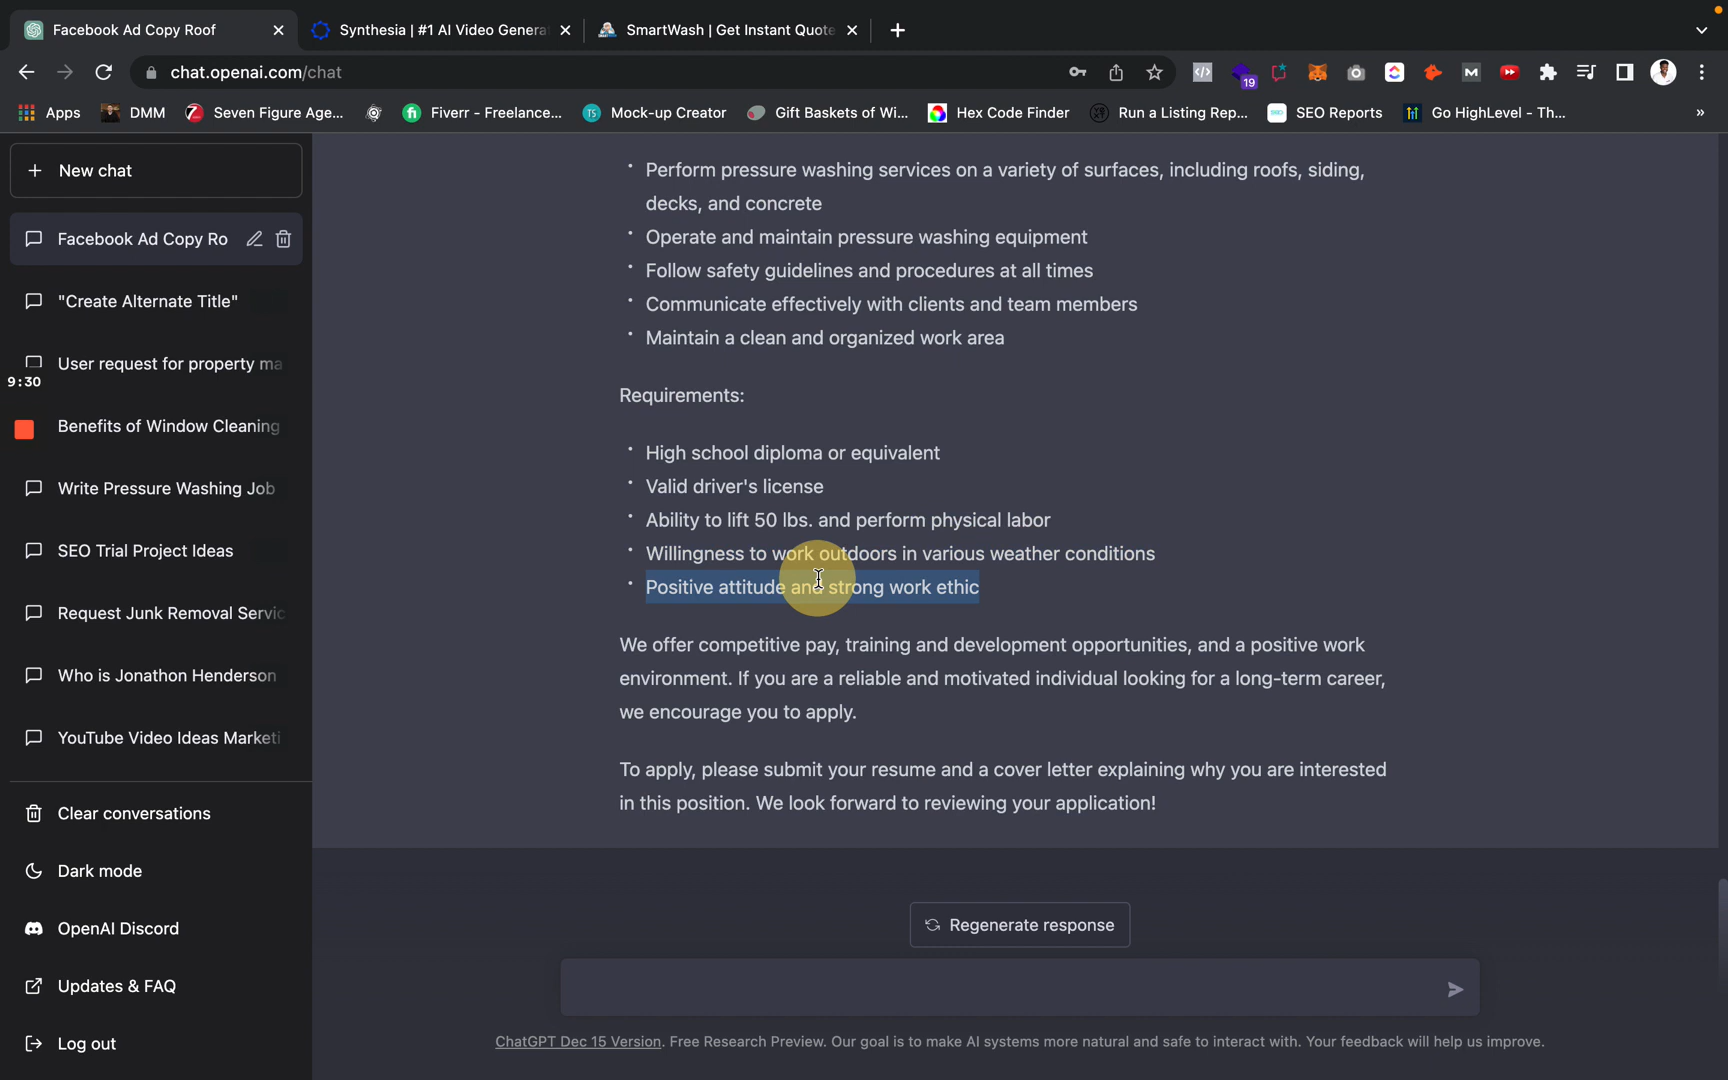 Facebook Ad Copy Roof
Synthesia | #1 AI Video Genera
SmartWash | Get Instant Quote
chat.openai.com/chat
19
Apps
DMM
Seven Figure Age...
Fiverr - Freelance...
Mock-up Creator
Gift Baskets of Wi...
Hex Code Finder
Run a Listing Rep...
SEO Reports
Go HighLevel - Th...
»
New chat
Facebook Ad Copy Ro
"Create Alternate Title"
User request for property ma
9:30
Benefits of Window Cleaning
Write Pressure Washing Job
SEO Trial Project Ideas
Request Junk Removal Servic
Who is Jonathon Henderson
YouTube Video Ideas Marketi
Clear conversations
Dark mode
OpenAI Discord
Updates & FAQ
Log out
• Perform pressure washing services on a variety of surfaces, including roofs, siding,
decks, and concrete
• Operate and maintain pressure washing equipment
• Follow safety guidelines and procedures at all times
• Communicate effectively with clients and team members
• Maintain a clean and organized work area
Requirements:
• High school diploma or equivalent
• Valid driver's license
• Ability to lift 50 lbs. and perform physical labor
• Willingness to work outdoors in various weather conditions
• Positive attitude and strong work ethic
We offer competitive pay, training and development opportunities, and a positive work
environment. If you are a reliable and motivated individual looking for a long-term career,
we encourage you to apply.
To apply, please submit your resume and a cover letter explaining why you are interested
in this position. We look forward to reviewing your application!
Regenerate response
ChatGPT Dec 15 Version. Free Research Preview. Our goal is to make AI systems more natural and safe to interact with. Your feedback will help us improve.